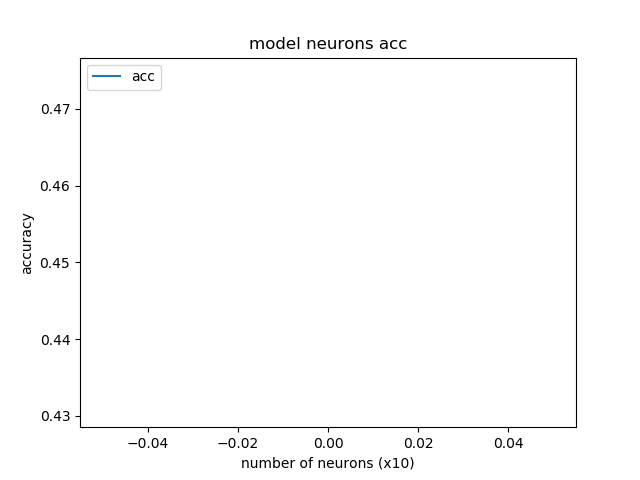 model neurons acc
acc
0.47
0.46
0.45
0.44
0.43
accuracy
−0.04 −0.02 0.00 0.02 0.04
number of neurons (x10)